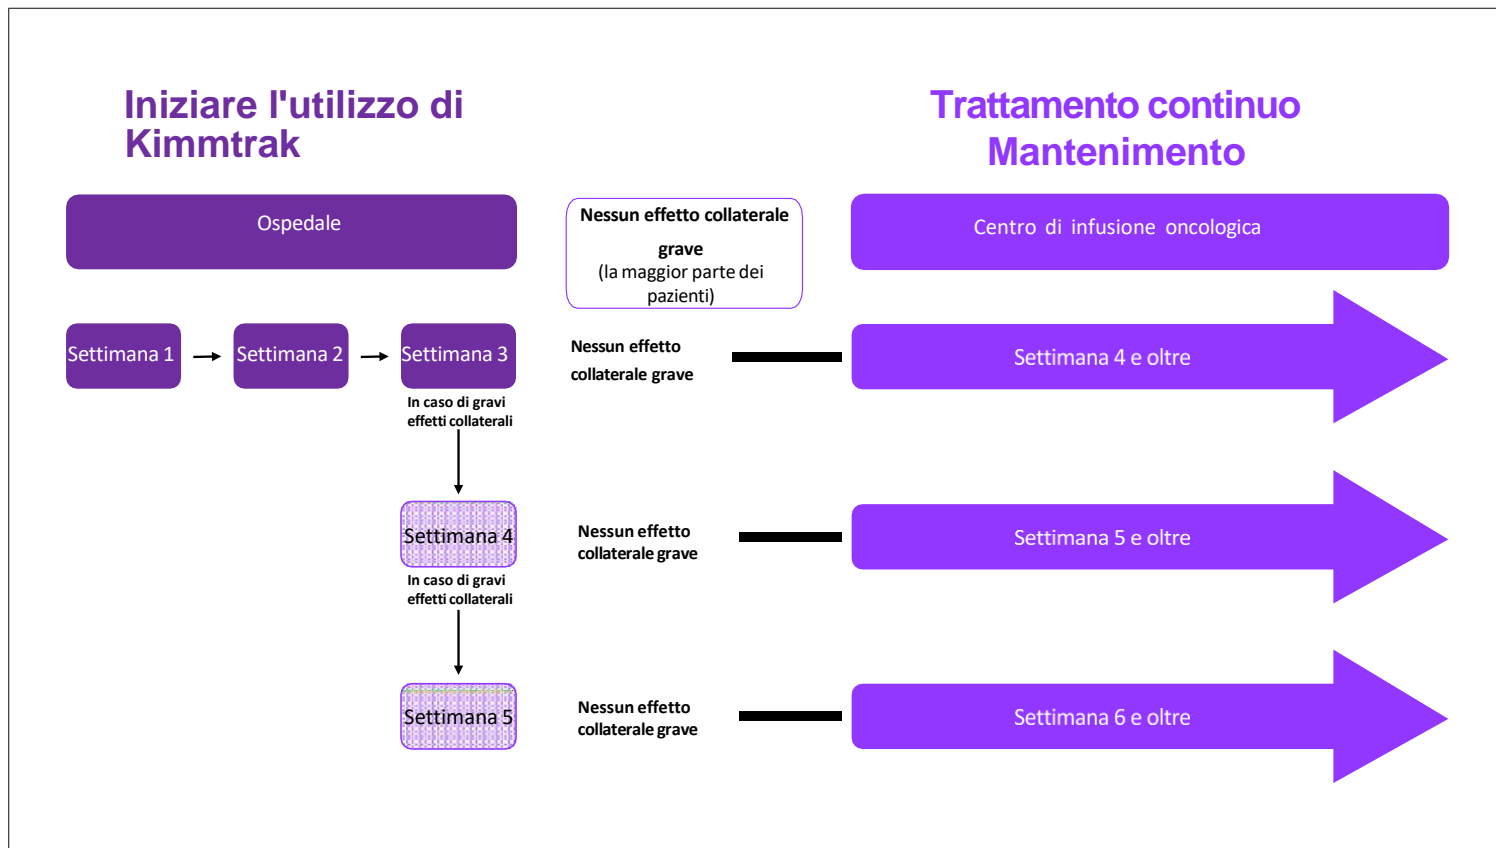 Iniziare l'utilizzo di
Kimmtrak
Trattamento continuo
Mantenimento
Ospedale
Nessun effetto collaterale
grave
(la maggior parte dei
pazienti)
Centro di infusione oncologica
Settimana 1
Settimana 2
Settimana 3
Nessun effetto
collaterale grave
Settimana 4 e oltre
In caso di gravi
effetti collaterali
Settimana 4
Nessun effetto
collaterale grave
Settimana 5 e oltre
In caso di gravi
effetti collaterali
Settimana 5
Nessun effetto
collaterale grave
Settimana 6 e oltre